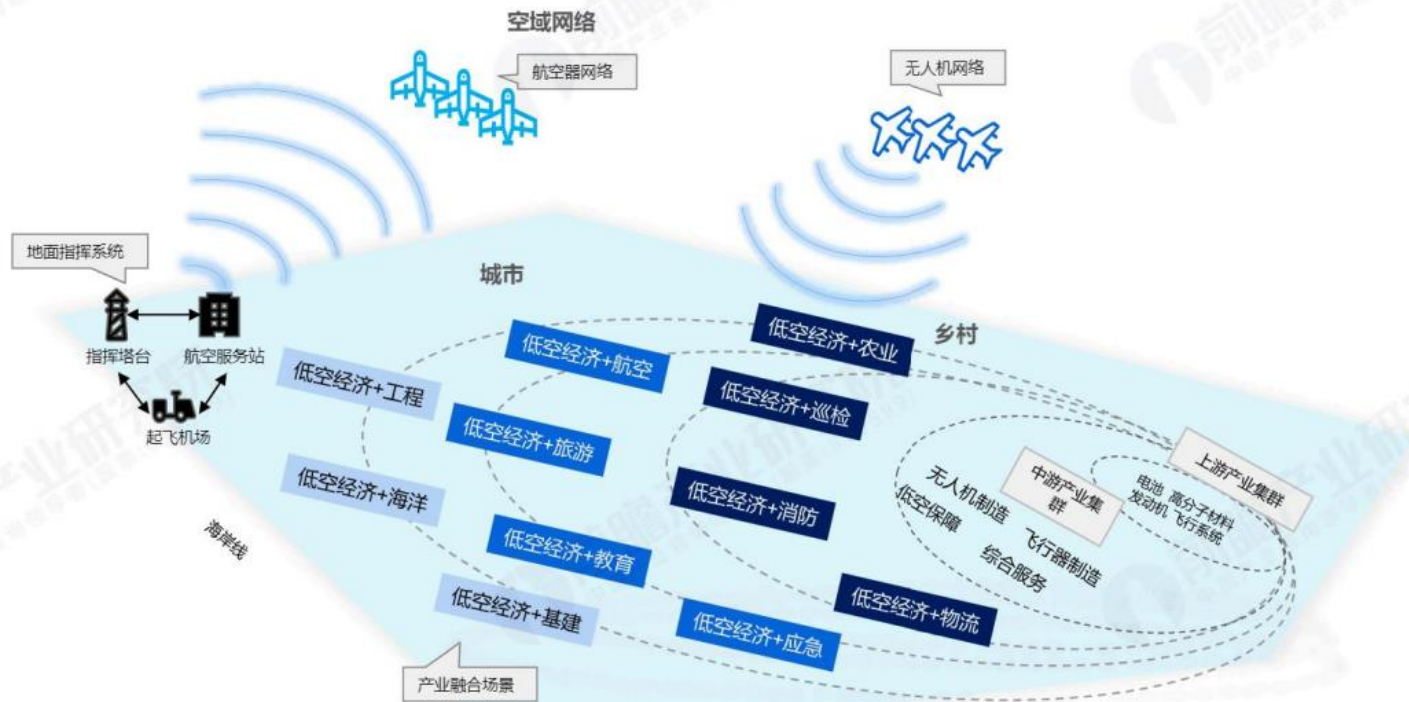 空域网络
航空器网络
无人机网络
地面指挥系统
指挥塔台
航空服务站
起飞机场
城市
乡村
低空经济+农业
低空经济+航空
低空经济+工程
低空经济+巡检
低空经济+旅游
低空经济+海洋
低空经济+消防
低空经济+教育
低空经济+基建
低空经济+应急
低空经济+物流
上游产业集群
电池 高分子材料
发动机 飞行系统
中游产业集
群
无人机制造
低空保障
飞行器制造
综合服务
海岸线
产业融合场景